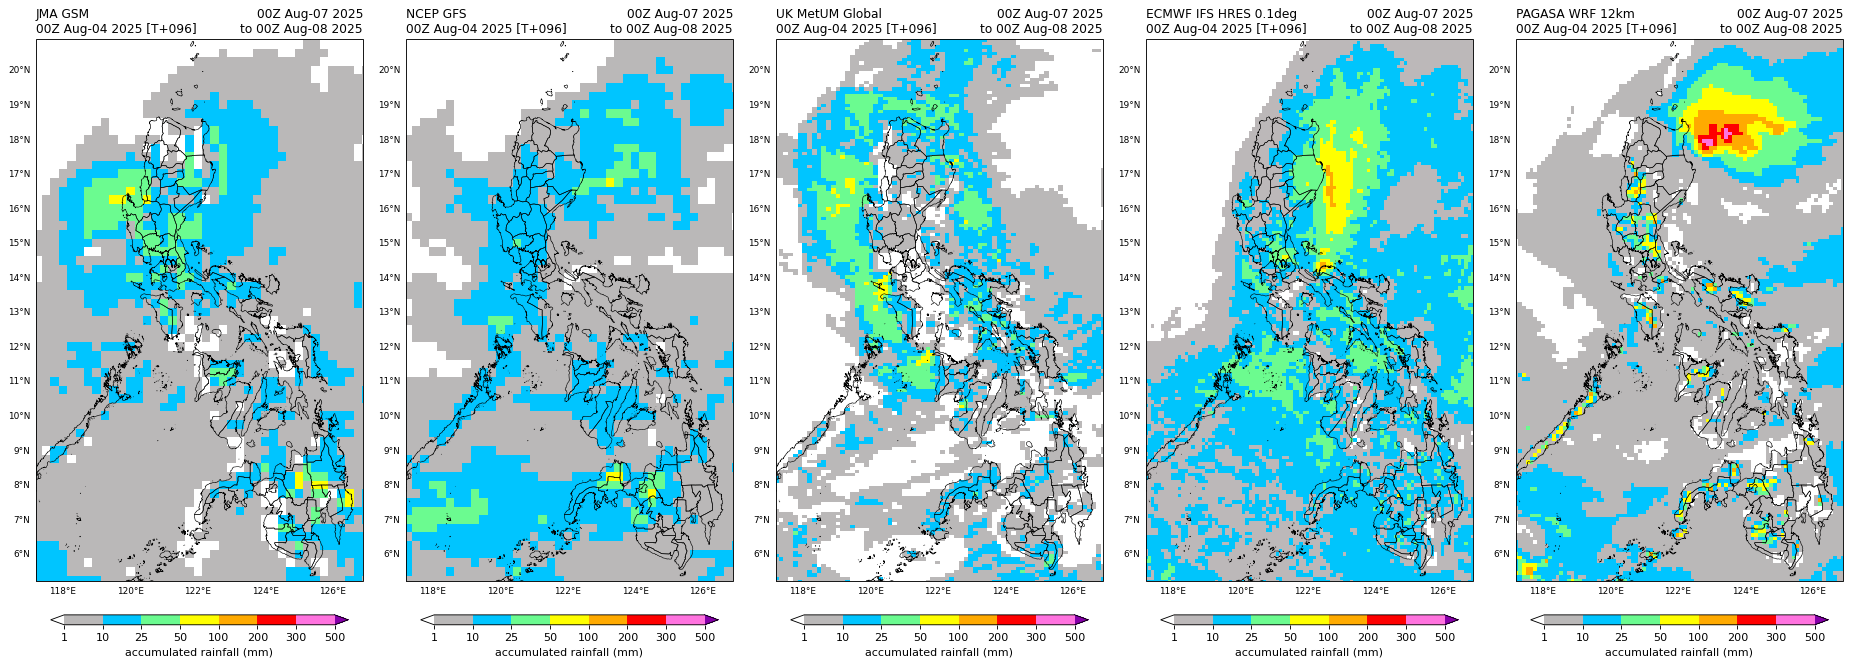 JMA GSM
00Z Aug-07 2025
00Z Aug-04 2025 [T+096]
to 00Z Aug-08 2025
20°N
19°N
18°N
17°N
16°N
15°N
14°N
13°N
12°N
11°N
10°N
9°N
8°N
7°N
6°N
118°E 120°E 122°E 124°E 126°E
1 10 25 50 100 200 300 500
accumulated rainfall (mm)
NCEP GFS
00Z Aug-07 2025
00Z Aug-04 2025 [T+096]
to 00Z Aug-08 2025
20°N
19°N
18°N
17°N
16°N
15°N
14°N
13°N
12°N
11°N
10°N
9°N
8°N
7°N
6°N
118°E 120°E 122°E 124°E 126°E
1 10 25 50 100 200 300 500
accumulated rainfall (mm)
UK MetUM Global
00Z Aug-07 2025
00Z Aug-04 2025 [T+096]
to 00Z Aug-08 2025
20°N
19°N
18°N
17°N
16°N
15°N
14°N
13°N
12°N
11°N
10°N
9°N
8°N
7°N
6°N
118°E 120°E 122°E 124°E 126°E
1 10 25 50 100 200 300 500
accumulated rainfall (mm)
ECMWF IFS HRES 0.1deg
00Z Aug-07 2025
00Z Aug-04 2025 [T+096]
to 00Z Aug-08 2025
20°N
19°N
18°N
17°N
16°N
15°N
14°N
13°N
12°N
11°N
10°N
9°N
8°N
7°N
6°N
118°E 120°E 122°E 124°E 126°E
1 10 25 50 100 200 300 500
accumulated rainfall (mm)
PAGASA WRF 12km
00Z Aug-07 2025
00Z Aug-04 2025 [T+096]
to 00Z Aug-08 2025
20°N
19°N
18°N
17°N
16°N
15°N
14°N
13°N
12°N
11°N
10°N
9°N
8°N
7°N
6°N
118°E 120°E 122°E 124°E 126°E
1 10 25 50 100 200 300 500
accumulated rainfall (mm)